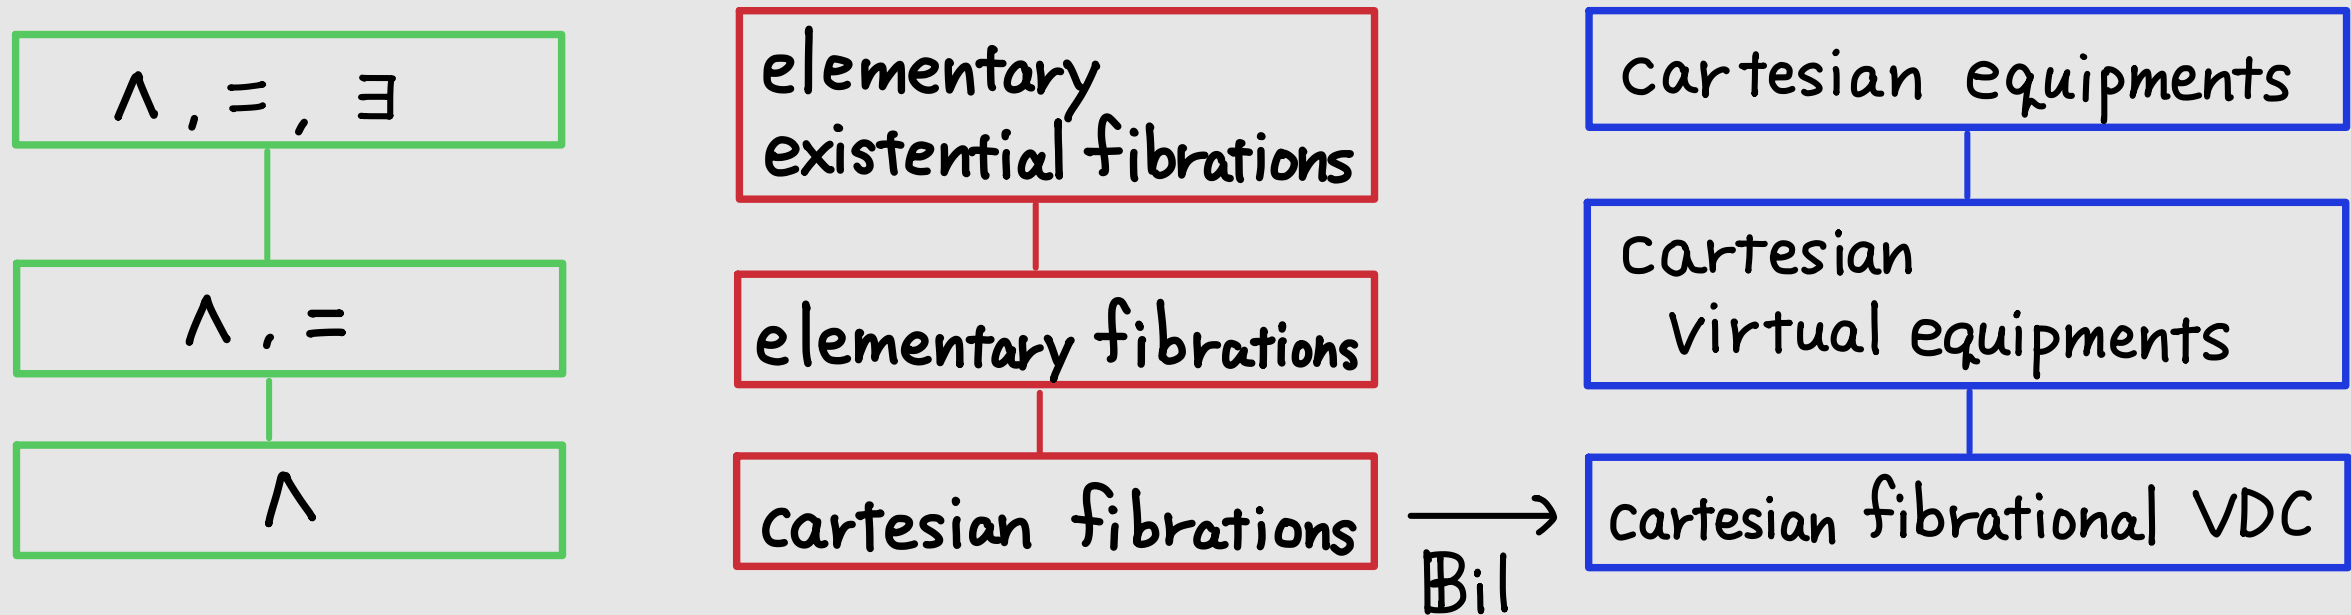 ∧, =, ∃
∧, =
∧
elementary
existential fibrations
elementary fibrations
cartesian fibrations
𝔹il
cartesian equipments
cartesian
virtual equipments
cartesian fibrational VDC